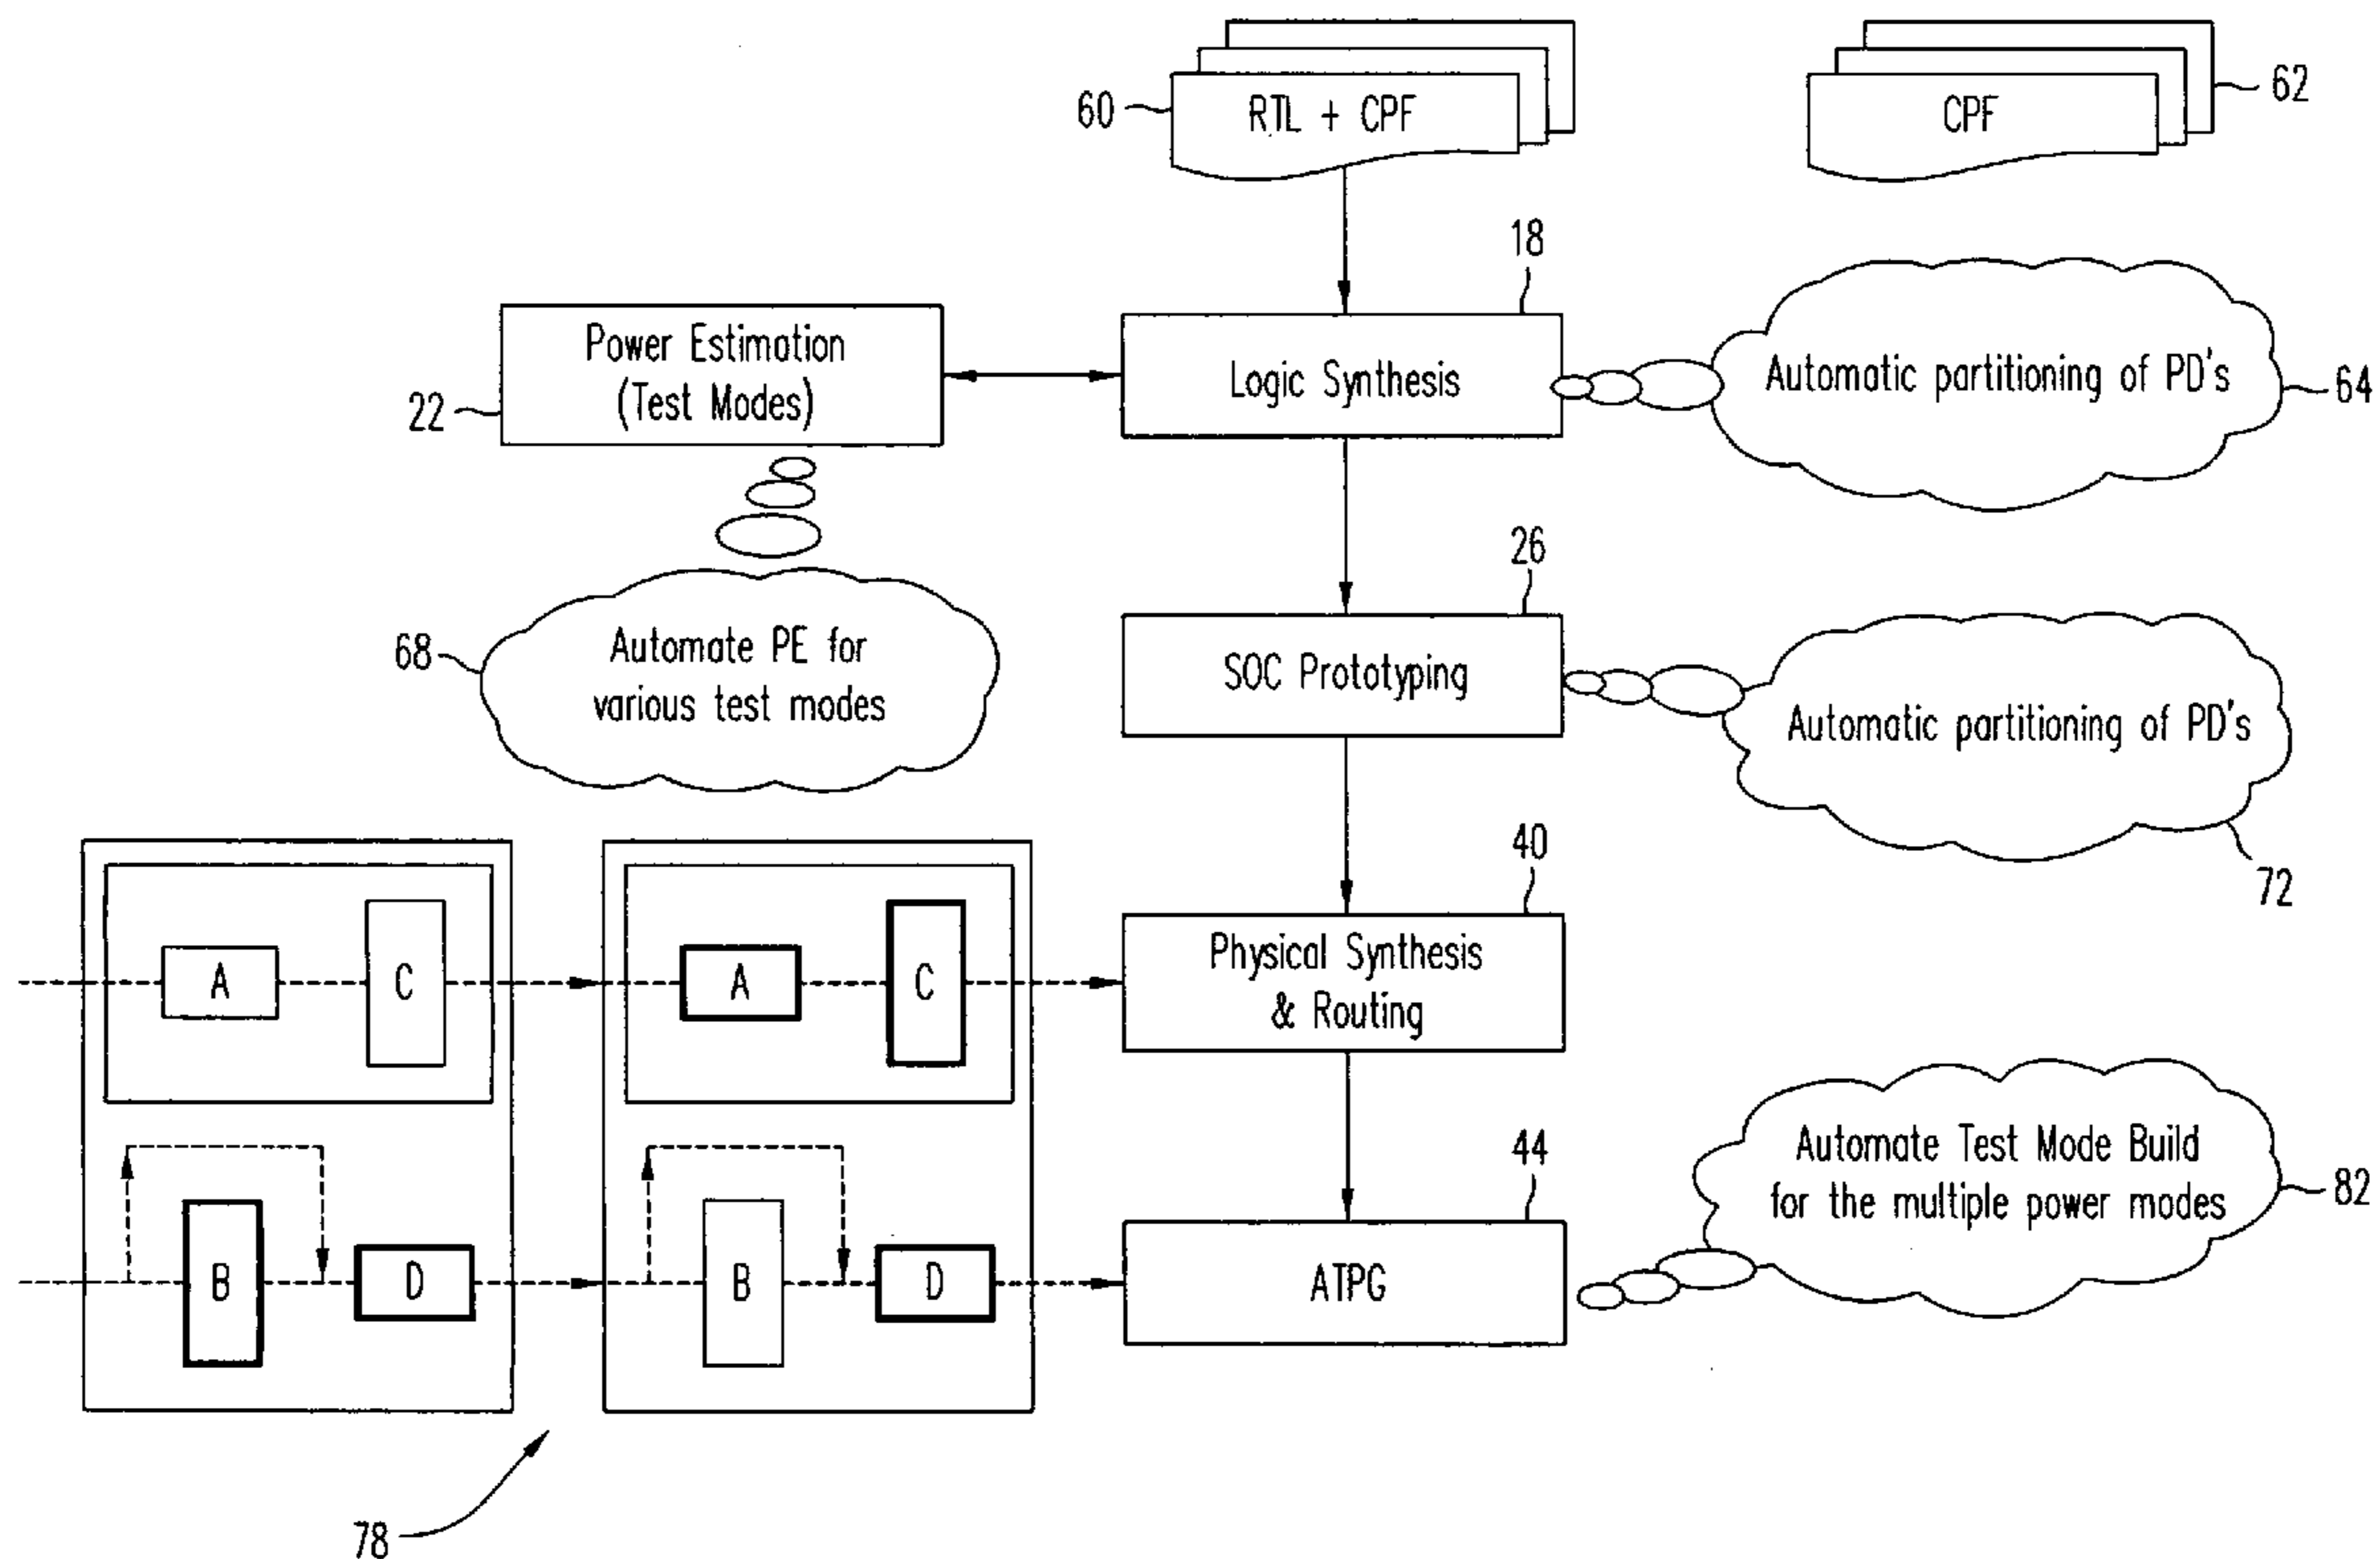 60
RTL + CPF
CPF
62
18
Power Estimation
(Test Modes)
22
Logic Synthesis
Automatic partitioning of PD's
64
26
68
Automate PE for
various test modes
SOC Prototyping
Automatic partitioning of PD's
72
40
A
C
A
C
Physical Synthesis
& Routing
44
Automate Test Mode Build
for the multiple power modes
82
B
D
B
D
ATPG
78